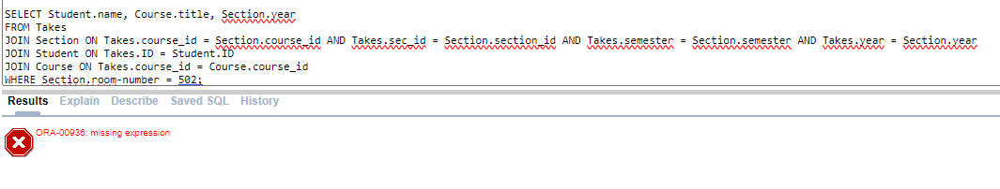 SELECT Student.name, Course.title, Section.year
FROM Takes
JOIN Section ON Takes.course_id = Section.course_id AND Takes.sec_id = Section.section_id AND Takes.semester = Section.semester AND Takes.year = Section.year
JOIN Student ON Takes.ID = Student.ID
JOIN Course ON Takes.course_id = Course.course_id
WHERE Section.room-number = 502;
Results Explain Describe Saved SQL History
ORA-00936: missing expression